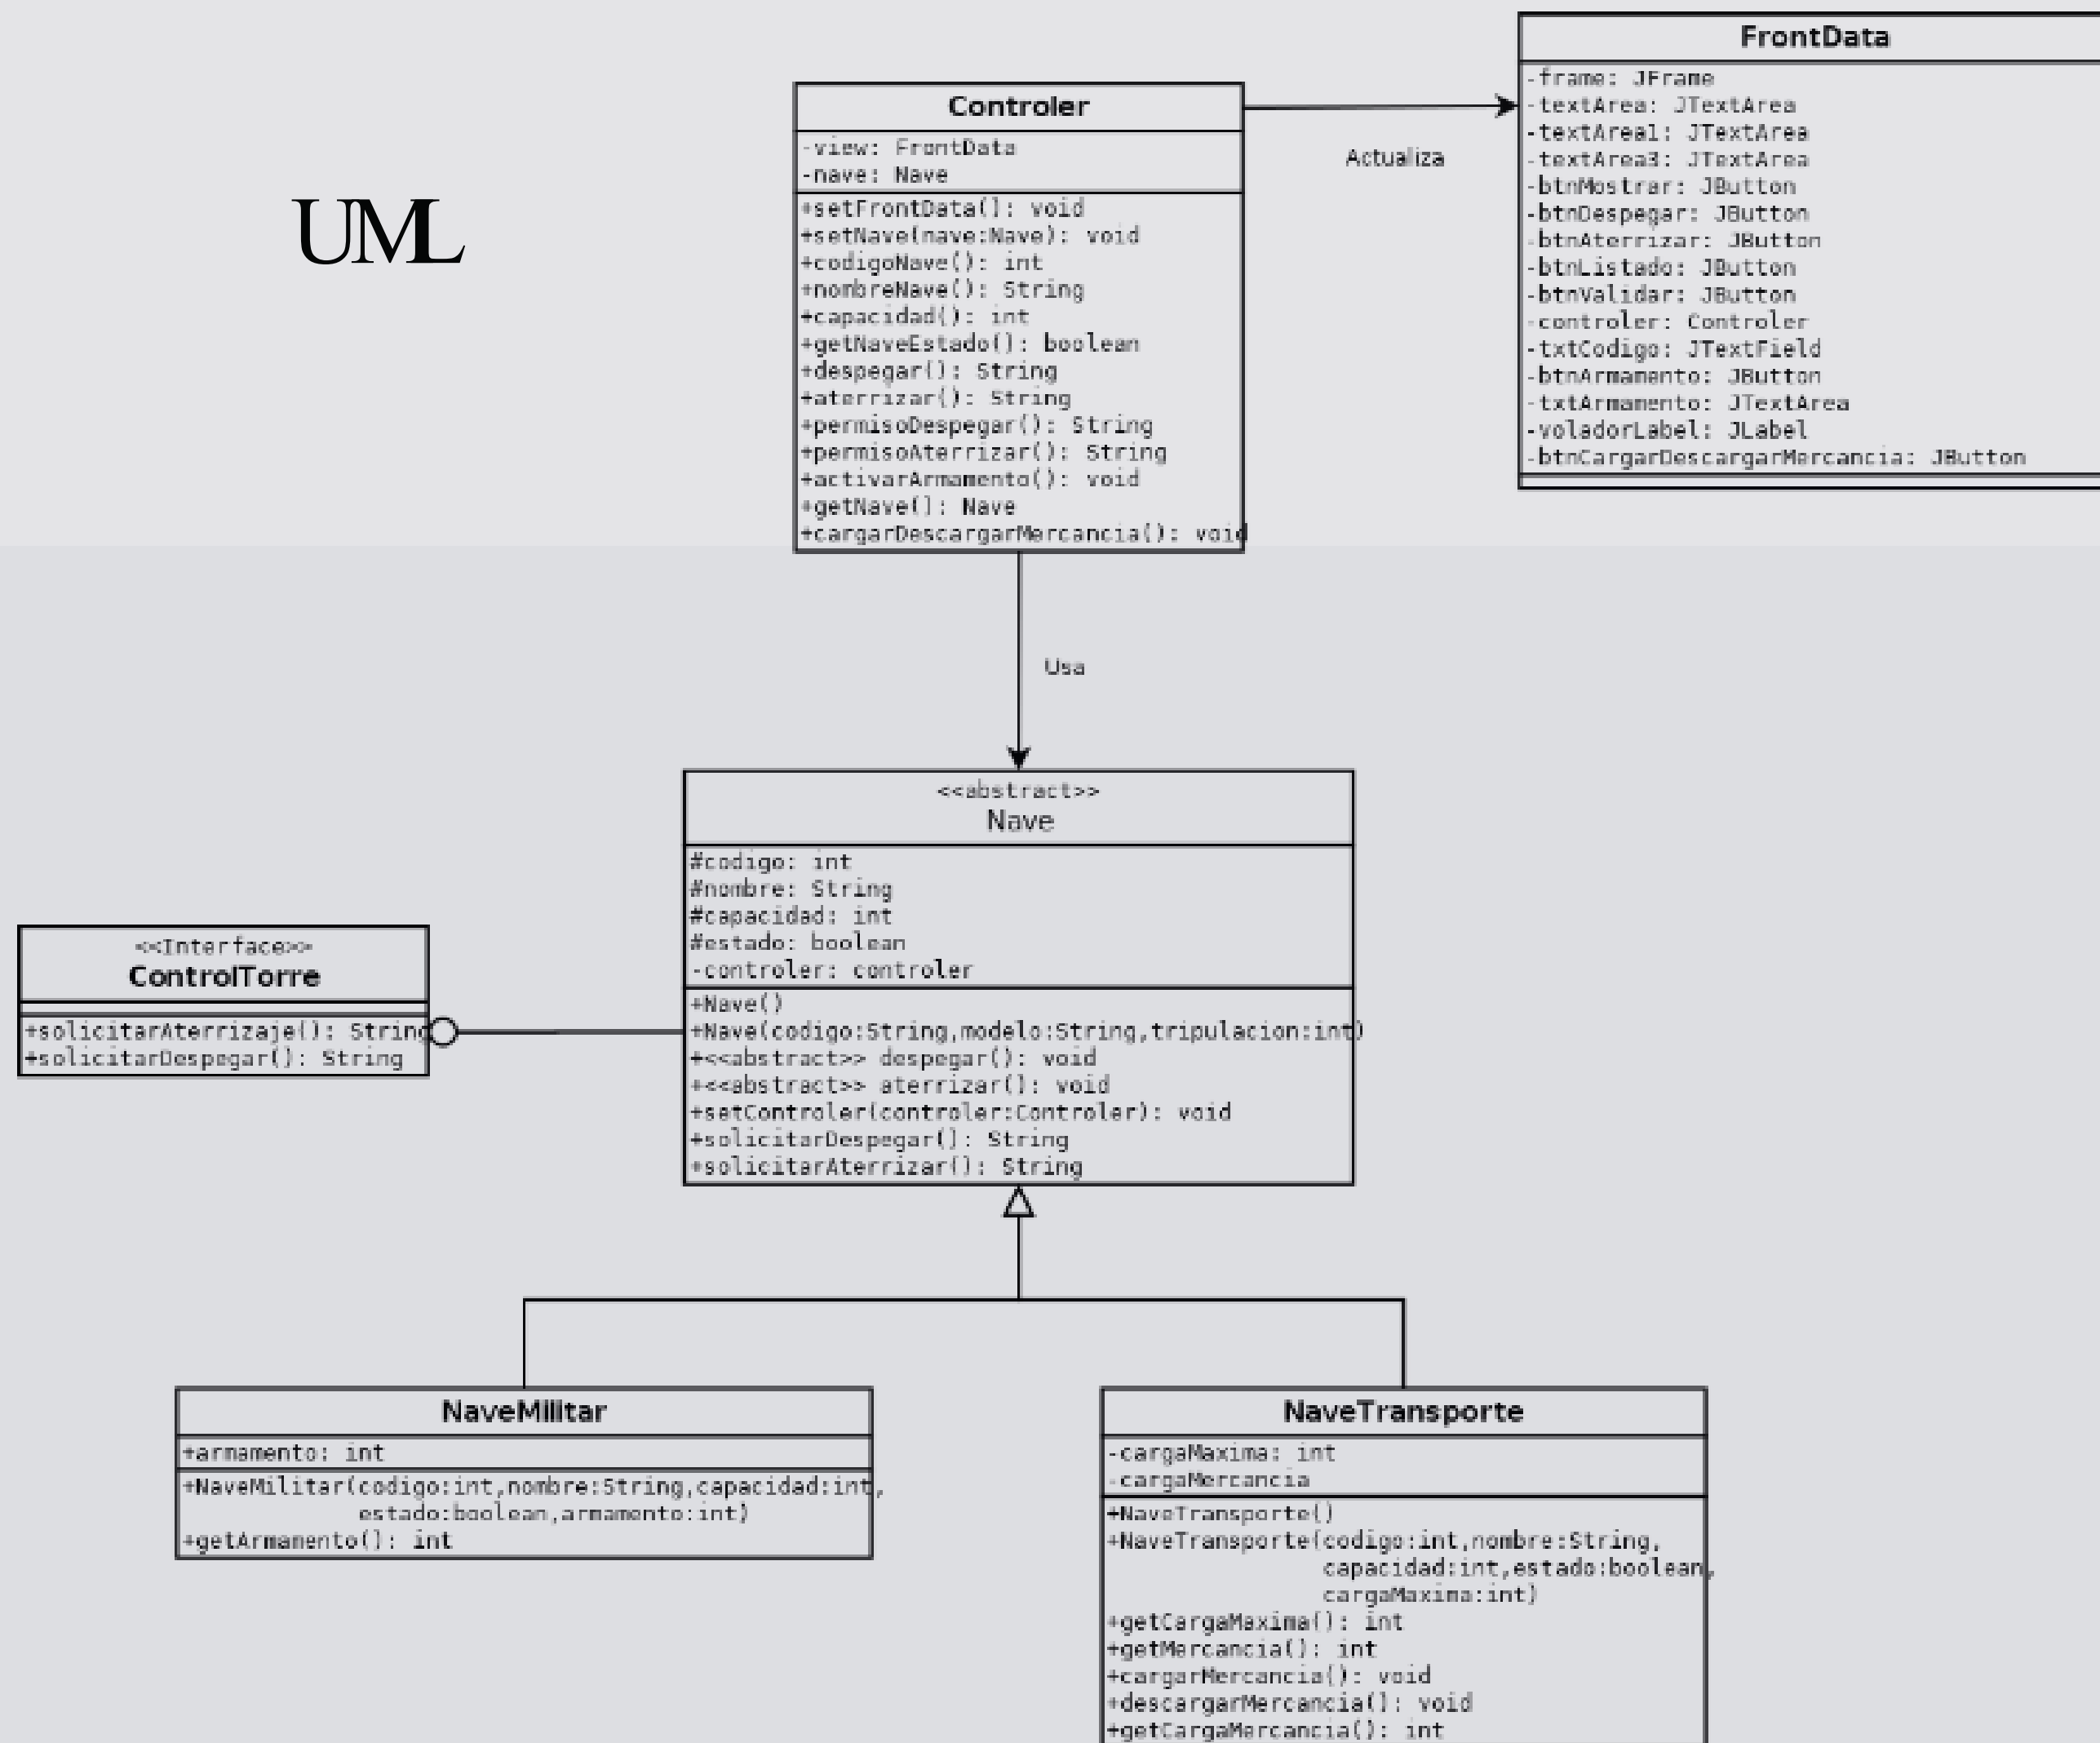 UML
Controler
-view: FrontData
-nave: Nave
+setFrontData(): void
+setNave(nave:Nave): void
+codigoNave(): int
+nombreNave(): String
+capacidad(): int
+getNaveEstado(): boolean
+despegar(): String
+aterrizar(): String
+permisoDespegar(): String
+permisoAterrizar(): String
+activarArmamento(): void
+getNave(): Nave
+cargarDescargarMercancia(): void
Actualiza
FrontData
-frame: JFrame
-textArea: JTextArea
-textArea1: JTextArea
-textArea3: JTextArea
-btnMostrar: JButton
-btnDespegar: JButton
-btnAterrizar: JButton
-btnListado: JButton
-btnValidar: JButton
-controler: Controler
-txtCodigo: JTextField
-btnArmamento: JButton
-txtArmamento: JTextArea
-voladorLabel: JLabel
-btnCargarDescargarMercancia: JButton
Usa
<<abstract>>
Nave
#codigo: int
#nombre: String
#capacidad: int
#estado: boolean
-controler: controler
+Nave()
+Nave(codigo:String,modelo:String,tripulacion:int)
+<<abstract>> despegar(): void
+<<abstract>> aterrizar(): void
+setControler(controler:Controler): void
+solicitarDespegar(): String
+solicitarAterrizar(): String
<<Interface>>
ControlTorre
+solicitarAterrizaje(): String
+solicitarDespegar(): String
NaveMilitar
+armamento: int
+NaveMilitar(codigo:int,nombre:String,capacidad:int,
estado:boolean,armamento:int)
+getArmamento(): int
NaveTransporte
-cargaMaxima: int
-cargaMercancia
+NaveTransporte()
+NaveTransporte(codigo:int,nombre:String,
capacidad:int,estado:boolean,
cargaMaxima:int)
+getCargaMaxima(): int
+getMercancia(): int
+cargarMercancia(): void
+descargarMercancia(): void
+getCargaMercancia(): int